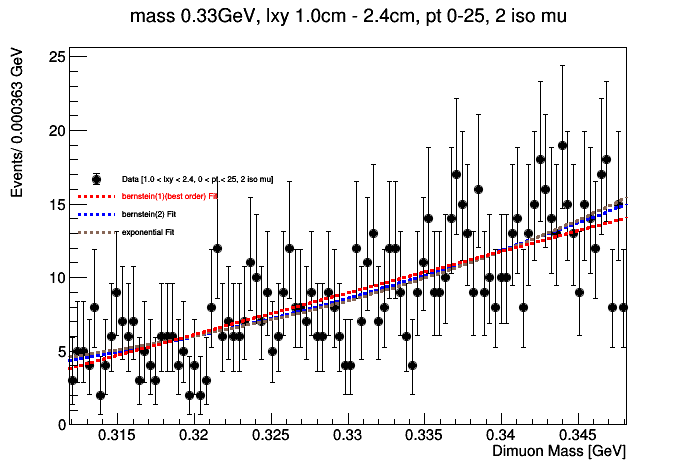 mass 0.33GeV, lxy 1.0cm - 2.4cm, pt 0-25, 2 iso mu
Events/ 0.000363 GeV
25
20
15
10
5
0
Data [1.0 < lxy < 2.4, 0 < pt < 25, 2 iso mu]
bernstein(1)(best order) Fit
bernstein(2) Fit
exponential Fit
0.315 0.32 0.325 0.33 0.335 0.34 0.345
Dimuon Mass [GeV]